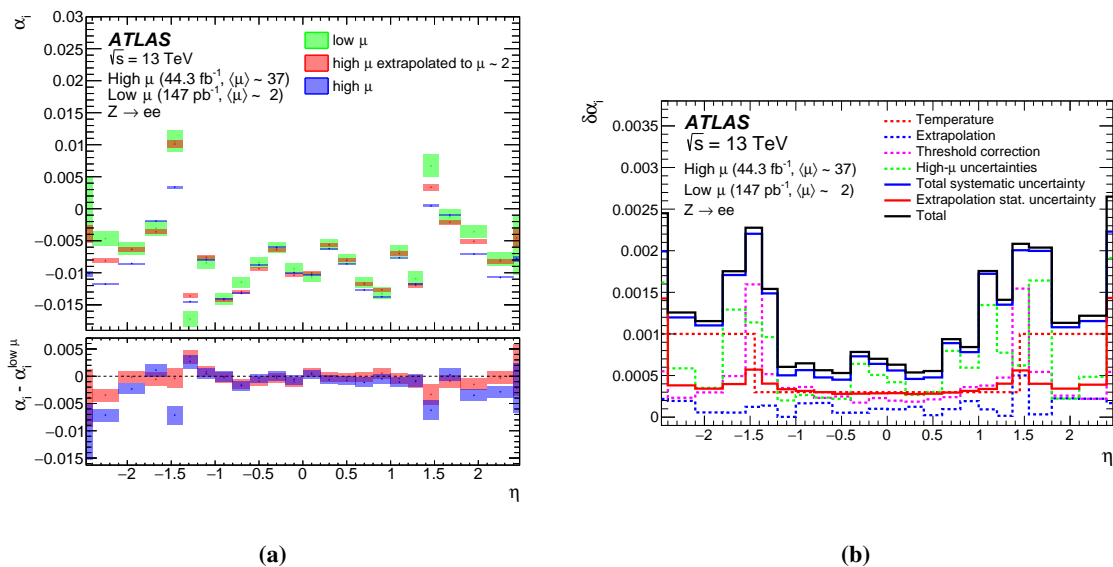 α_i
0.03
0.025
0.02
0.015
0.01
0.005
0
−0.005
−0.01
−0.015
ATLAS
√s = 13 TeV
High μ (44.3 fb⁻¹, ⟨μ⟩ ~ 37)
Low μ (147 pb⁻¹, ⟨μ⟩ ~ 2)
Z → ee
low μ
high μ extrapolated to μ ~ 2
high μ
α_i - α_i^low μ
0.005
0
−0.005
−0.01
−0.015
−2 −1.5 −1 −0.5 0 0.5 1 1.5 2
η
(a)
δα_i
0.0035
0.003
0.0025
0.002
0.0015
0.001
0.0005
0
ATLAS
√s = 13 TeV
High μ (44.3 fb⁻¹, ⟨μ⟩ ~ 37)
Low μ (147 pb⁻¹, ⟨μ⟩ ~ 2)
Z → ee
Temperature
Extrapolation
Threshold correction
High-μ uncertainties
Total systematic uncertainty
Extrapolation stat. uncertainty
Total
−2 −1.5 −1 −0.5 0 0.5 1 1.5 2
η
(b)